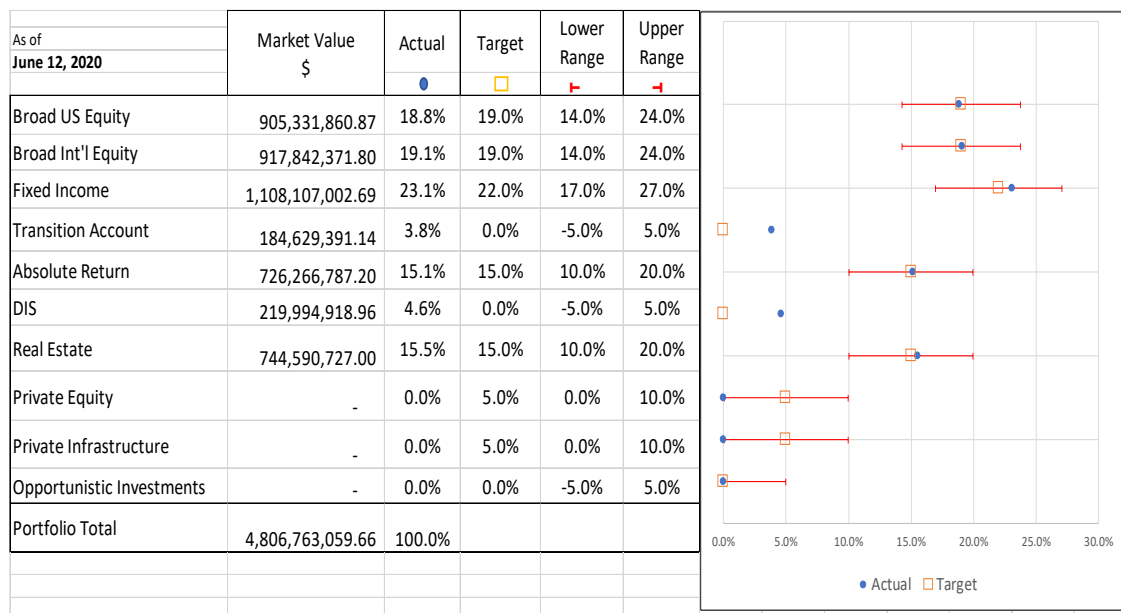 As of
June 12, 2020
Market Value
$
Actual
Target
Lower
Range
Upper
Range
Broad US Equity 905,331,860.87 18.8% 19.0% 14.0% 24.0%
Broad Int'l Equity 917,842,371.80 19.1% 19.0% 14.0% 24.0%
Fixed Income 1,108,107,002.69 23.1% 22.0% 17.0% 27.0%
Transition Account 184,629,391.14 3.8% 0.0% -5.0% 5.0%
Absolute Return 726,266,787.20 15.1% 15.0% 10.0% 20.0%
DIS 219,994,918.96 4.6% 0.0% -5.0% 5.0%
Real Estate 744,590,727.00 15.5% 15.0% 10.0% 20.0%
Private Equity - 0.0% 5.0% 0.0% 10.0%
Private Infrastructure - 0.0% 5.0% 0.0% 10.0%
Opportunistic Investments - 0.0% 0.0% -5.0% 5.0%
Portfolio Total 4,806,763,059.66 100.0%
0.0% 5.0% 10.0% 15.0% 20.0% 25.0% 30.0%
Actual Target